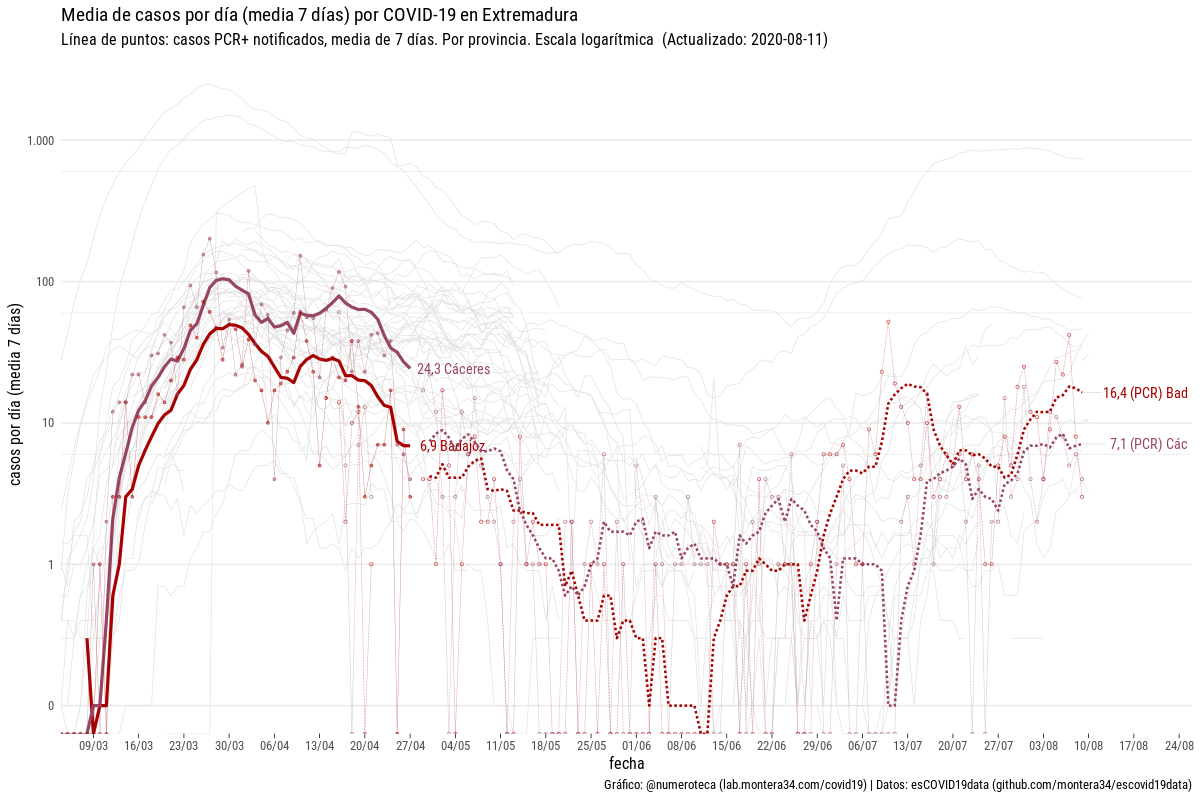 Media de casos por día (media 7 días) por COVID-19 en Extremadura
Línea de puntos: casos PCR+ notificados, media de 7 días. Por provincia. Escala logarítmica (Actualizado: 2020-08-11)
casos por día (media 7 días)
1.000
100
10
1
0
24,3 Cáceres
6,9 Badajoz
16,4 (PCR) Bad
7,1 (PCR) Các
09/03 16/03 23/03 30/03 06/04 13/04 20/04 27/04 04/05 11/05 18/05 25/05 01/06 08/06 15/06 22/06 29/06 06/07 13/07 20/07 27/07 03/08 10/08 17/08 24/08
fecha
Gráfico: @numeroteca (lab.montera34.com/covid19) | Datos: esCOVID19data (github.com/montera34/escovid19data)